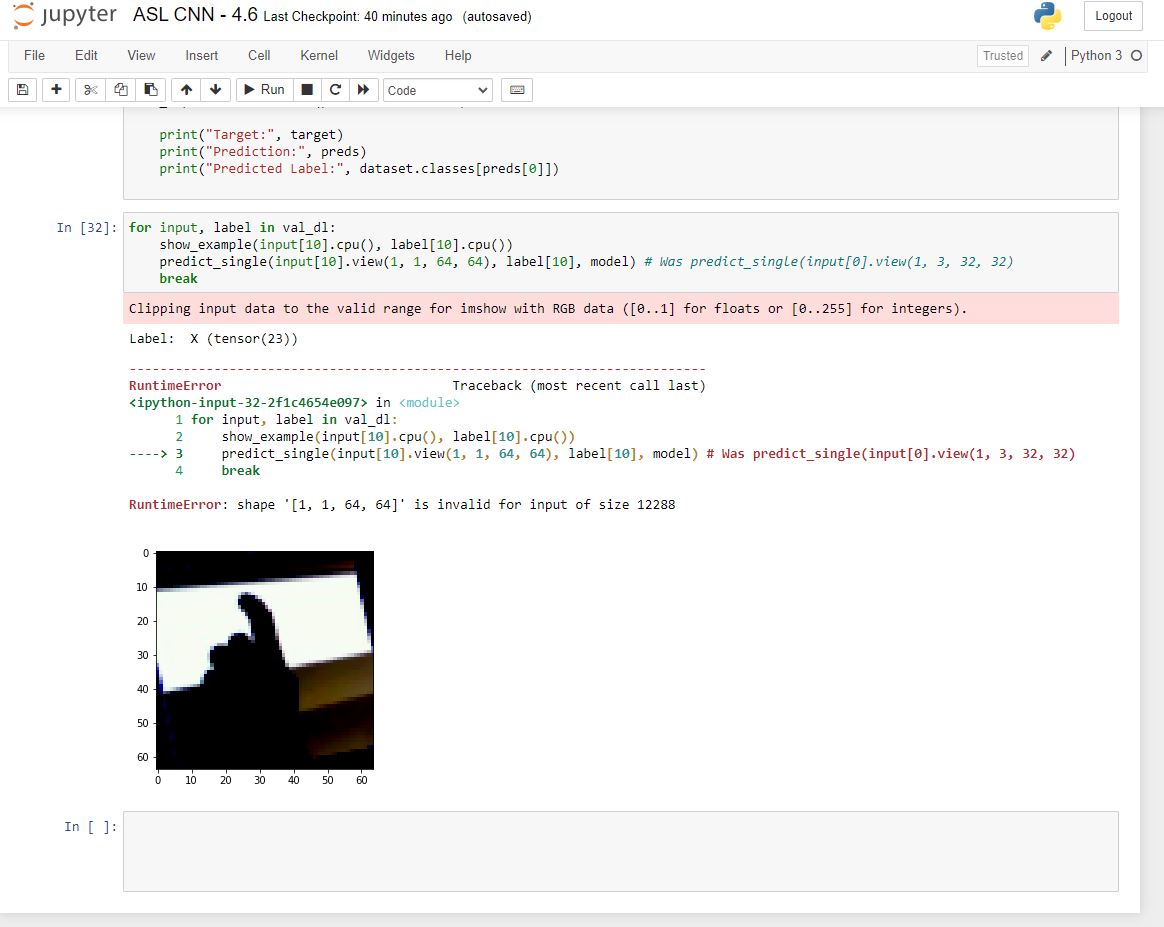 jupyter ASL CNN - 4.6 Last Checkpoint: 40 minutes ago (autosaved)
Logout
File Edit View Insert Cell Kernel Widgets Help
Trusted
Python 3
Run
Code
print("Target:", target)
print("Prediction:", preds)
print("Predicted Label:", dataset.classes[preds[0]])
In [32]:
for input, label in val_dl:
show_example(input[10].cpu(), label[10].cpu())
predict_single(input[10].view(1, 1, 64, 64), label[10], model) # Was predict_single(input[0].view(1, 3, 32, 32)
break
Clipping input data to the valid range for imshow with RGB data ([0..1] for floats or [0..255] for integers).
Label:  X (tensor(23))
---------------------------------------------------------------------------
RuntimeError                              Traceback (most recent call last)
<ipython-input-32-2f1c4654e097> in <module>
1 for input, label in val_dl:
2     show_example(input[10].cpu(), label[10].cpu())
----> 3     predict_single(input[10].view(1, 1, 64, 64), label[10], model) # Was predict_single(input[0].view(1, 3, 32, 32)
4     break
RuntimeError: shape '[1, 1, 64, 64]' is invalid for input of size 12288
0
10
20
30
40
50
60
0 10 20 30 40 50 60
In [ ]: